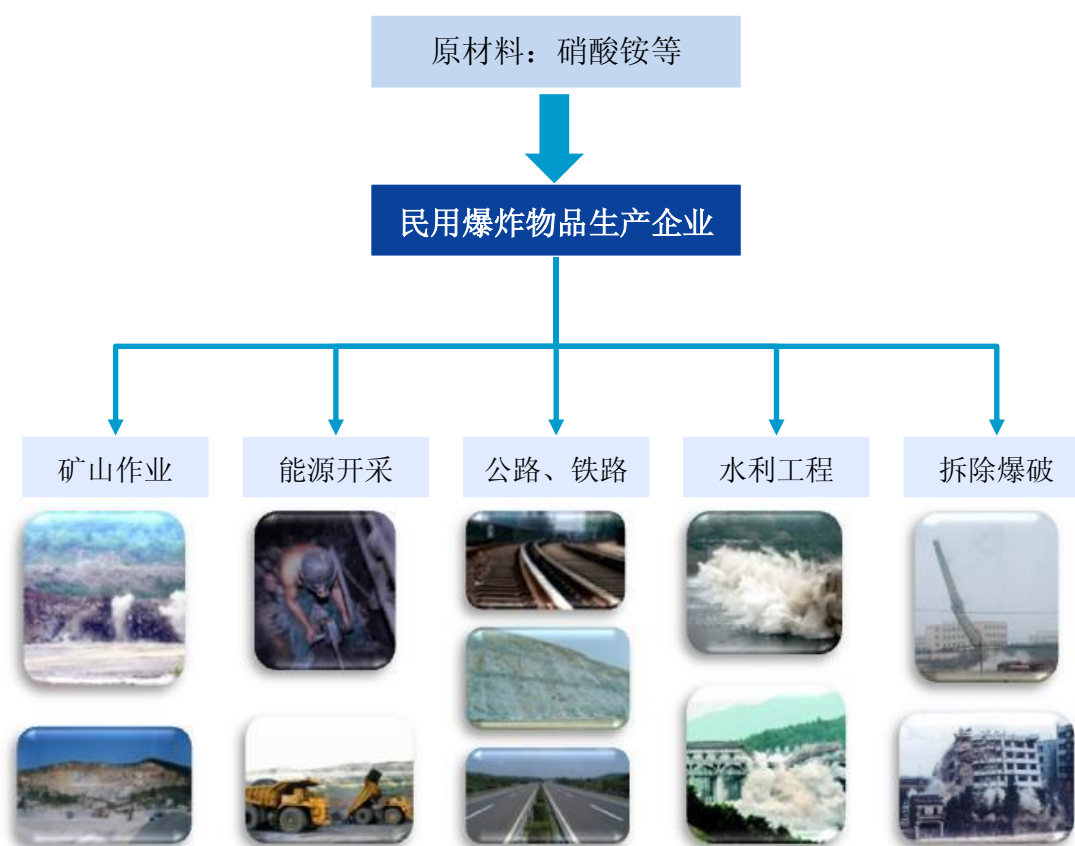 原材料：硝酸铵等
民用爆炸物品生产企业
矿山作业
能源开采
公路、铁路
水利工程
拆除爆破